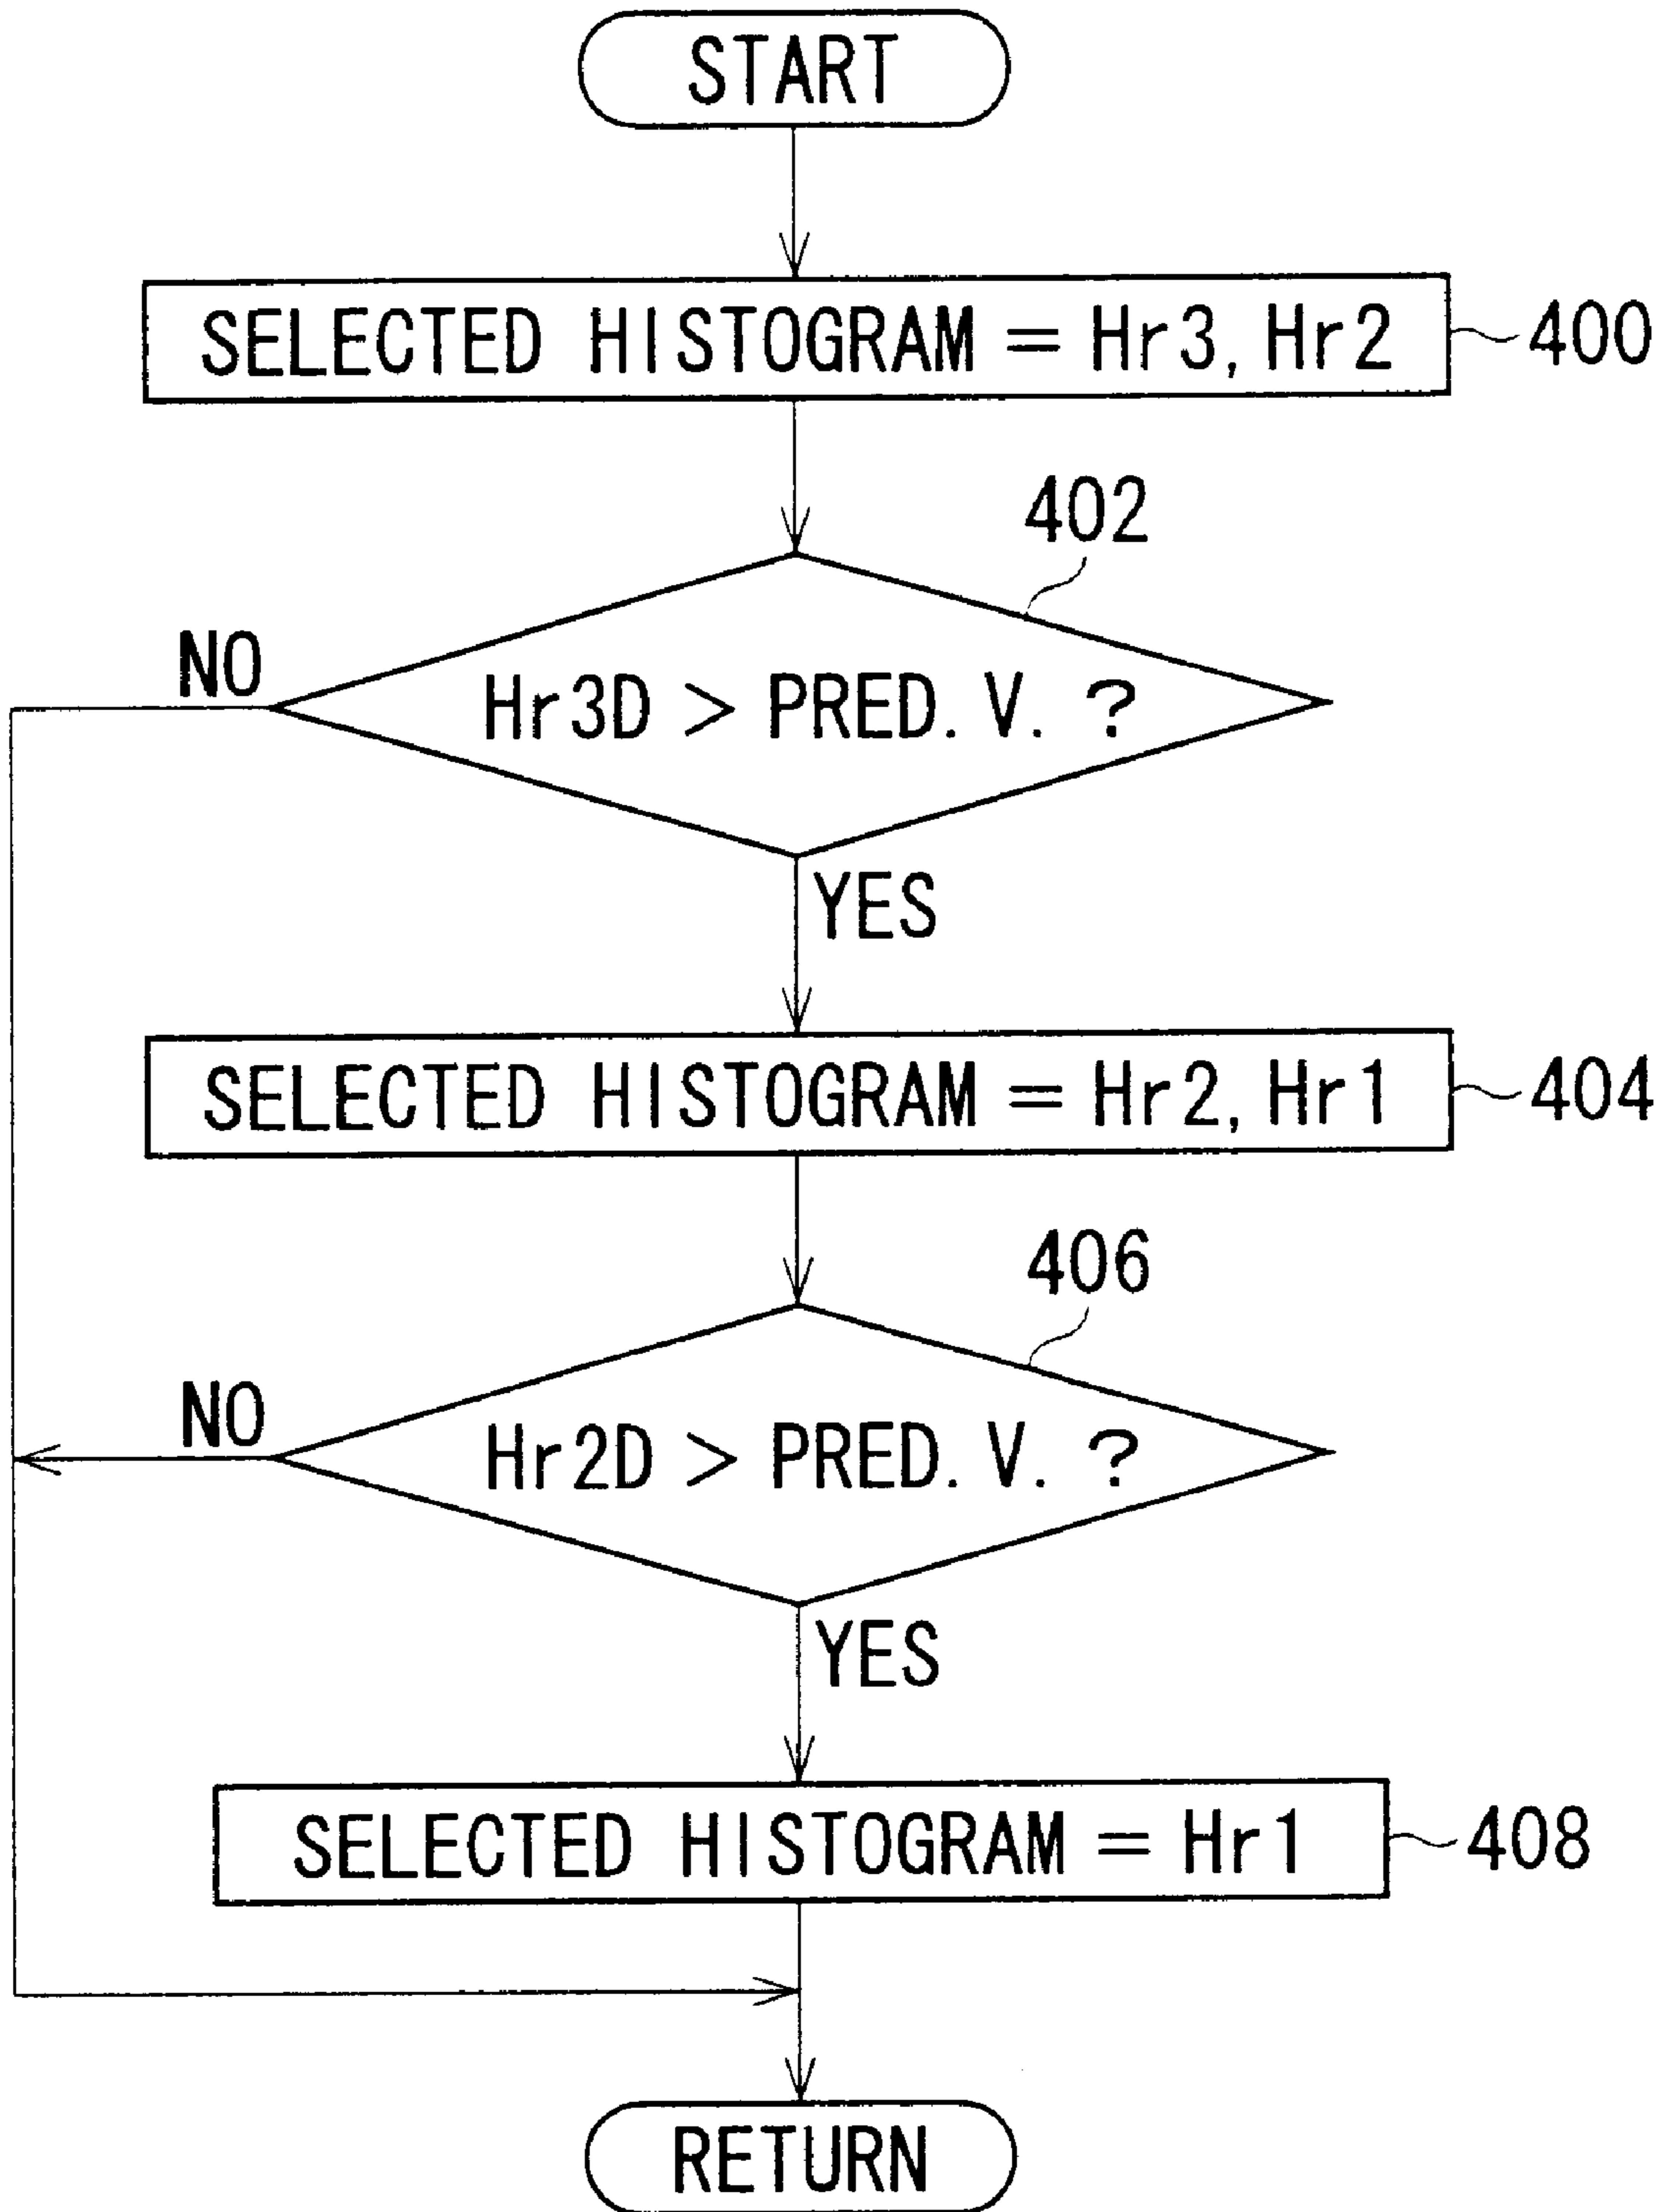 START
SELECTED HISTOGRAM = Hr3, Hr2
400
402
NO
Hr3D > PRED. V. ?
YES
SELECTED HISTOGRAM = Hr2, Hr1
404
406
NO
Hr2D > PRED. V. ?
YES
SELECTED HISTOGRAM = Hr1
408
RETURN